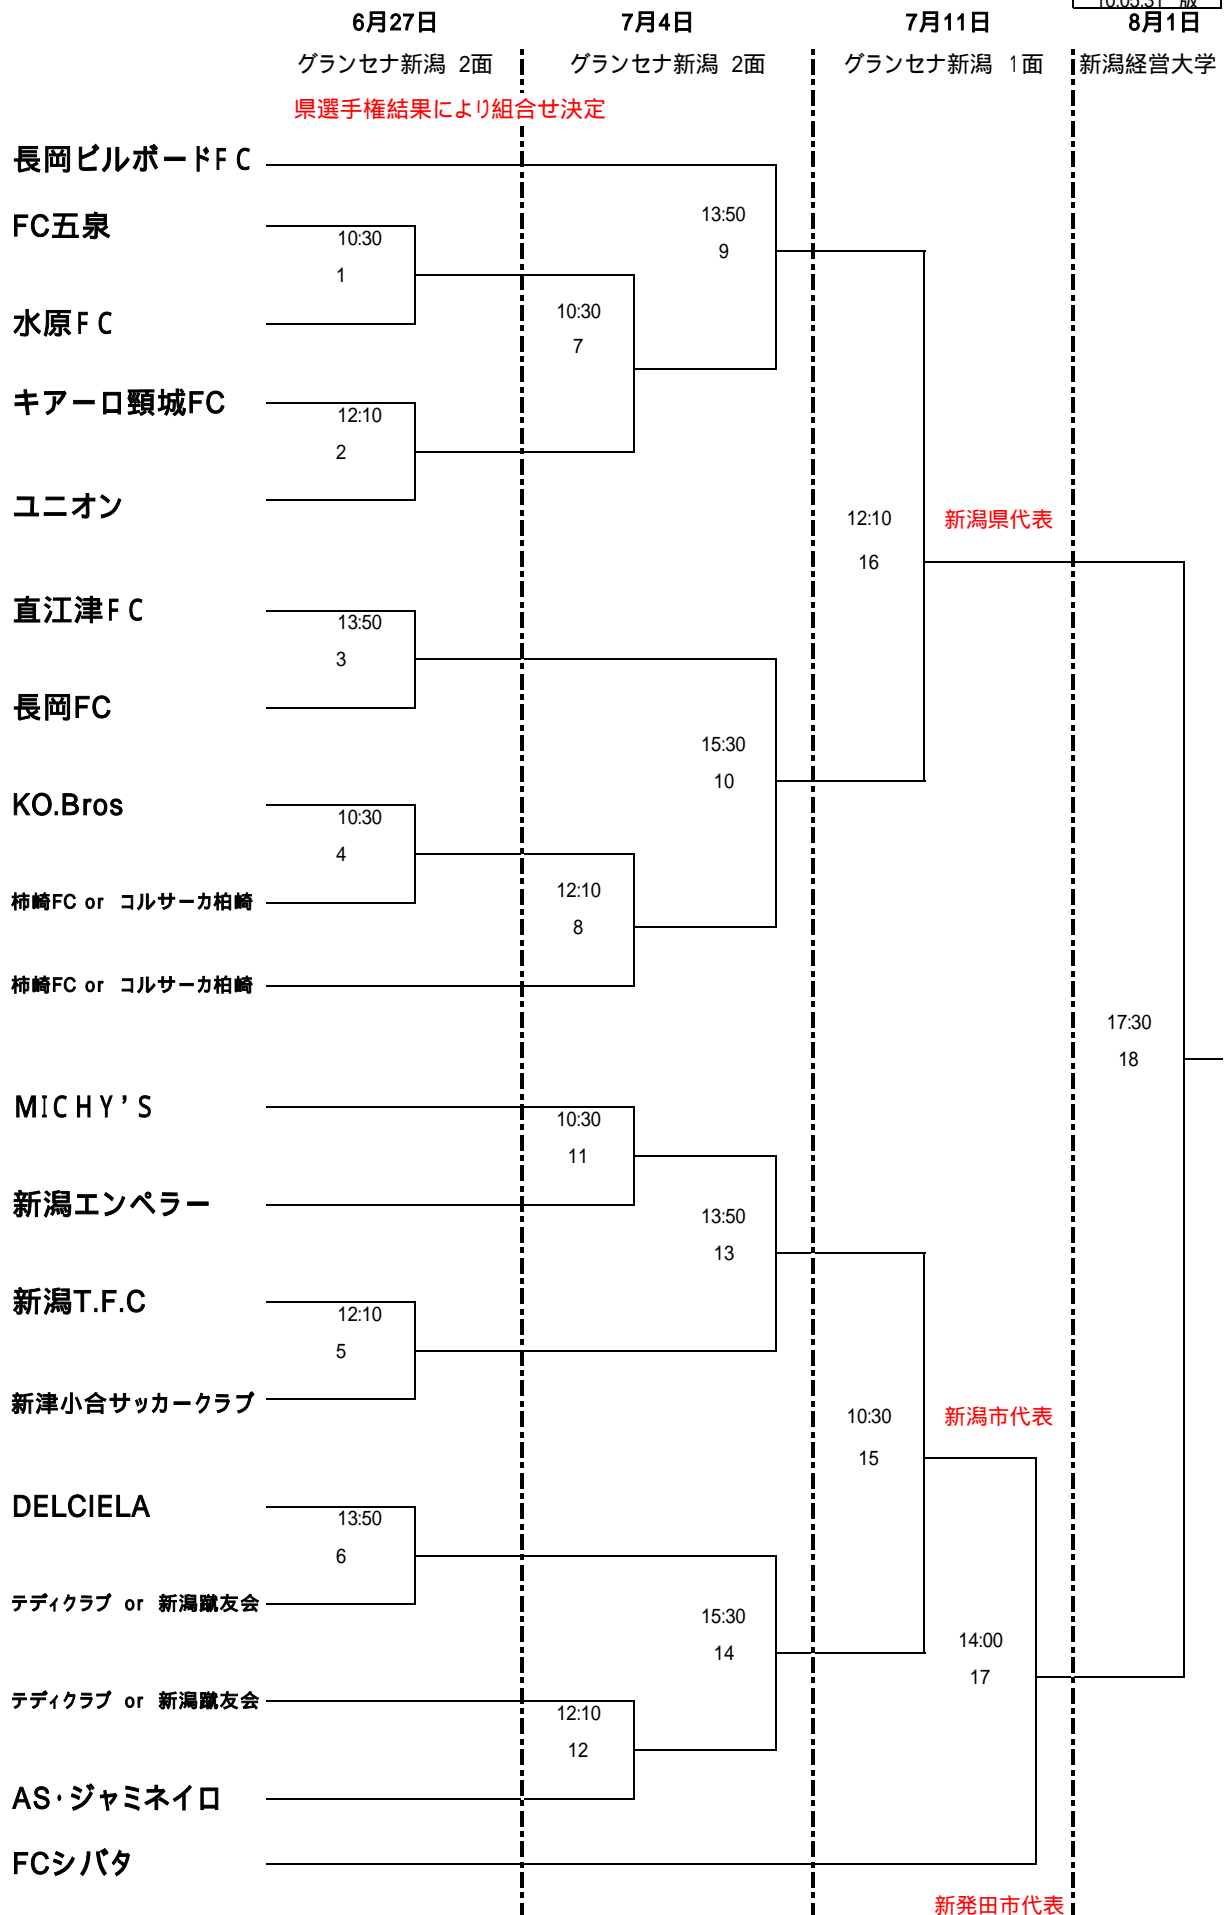 10.05.31 版
6月27日 7月4日 7月11日 8月1日
グランセナ新潟 2面 グランセナ新潟 2面 グランセナ新潟 1面 新潟経営大学
県選手権結果により組合せ決定
長岡ビルボードFC
13:50
FC五泉
10:30
9
1
10:30
水原FC
7
キアーロ頸城FC
12:10
2
ユニオン
12:10 新潟県代表
16
直江津FC
13:50
3
長岡FC
15:30
10
KO.Bros
10:30
4
12:10
柿崎FC or コルサーカ柏崎
8
柿崎FC or コルサーカ柏崎
17:30
18
MICHY'S
10:30
11
新潟エンペラー
13:50
13
新潟T.F.C
12:10
5
新津小合サッカークラブ
10:30 新潟市代表
15
DELCIELA
13:50
6
テディクラブ or 新潟蹴友会
15:30
14:00
14
17
テディクラブ or 新潟蹴友会
12:10
12
AS・ジャミネイロ
FCシバタ
新発田市代表